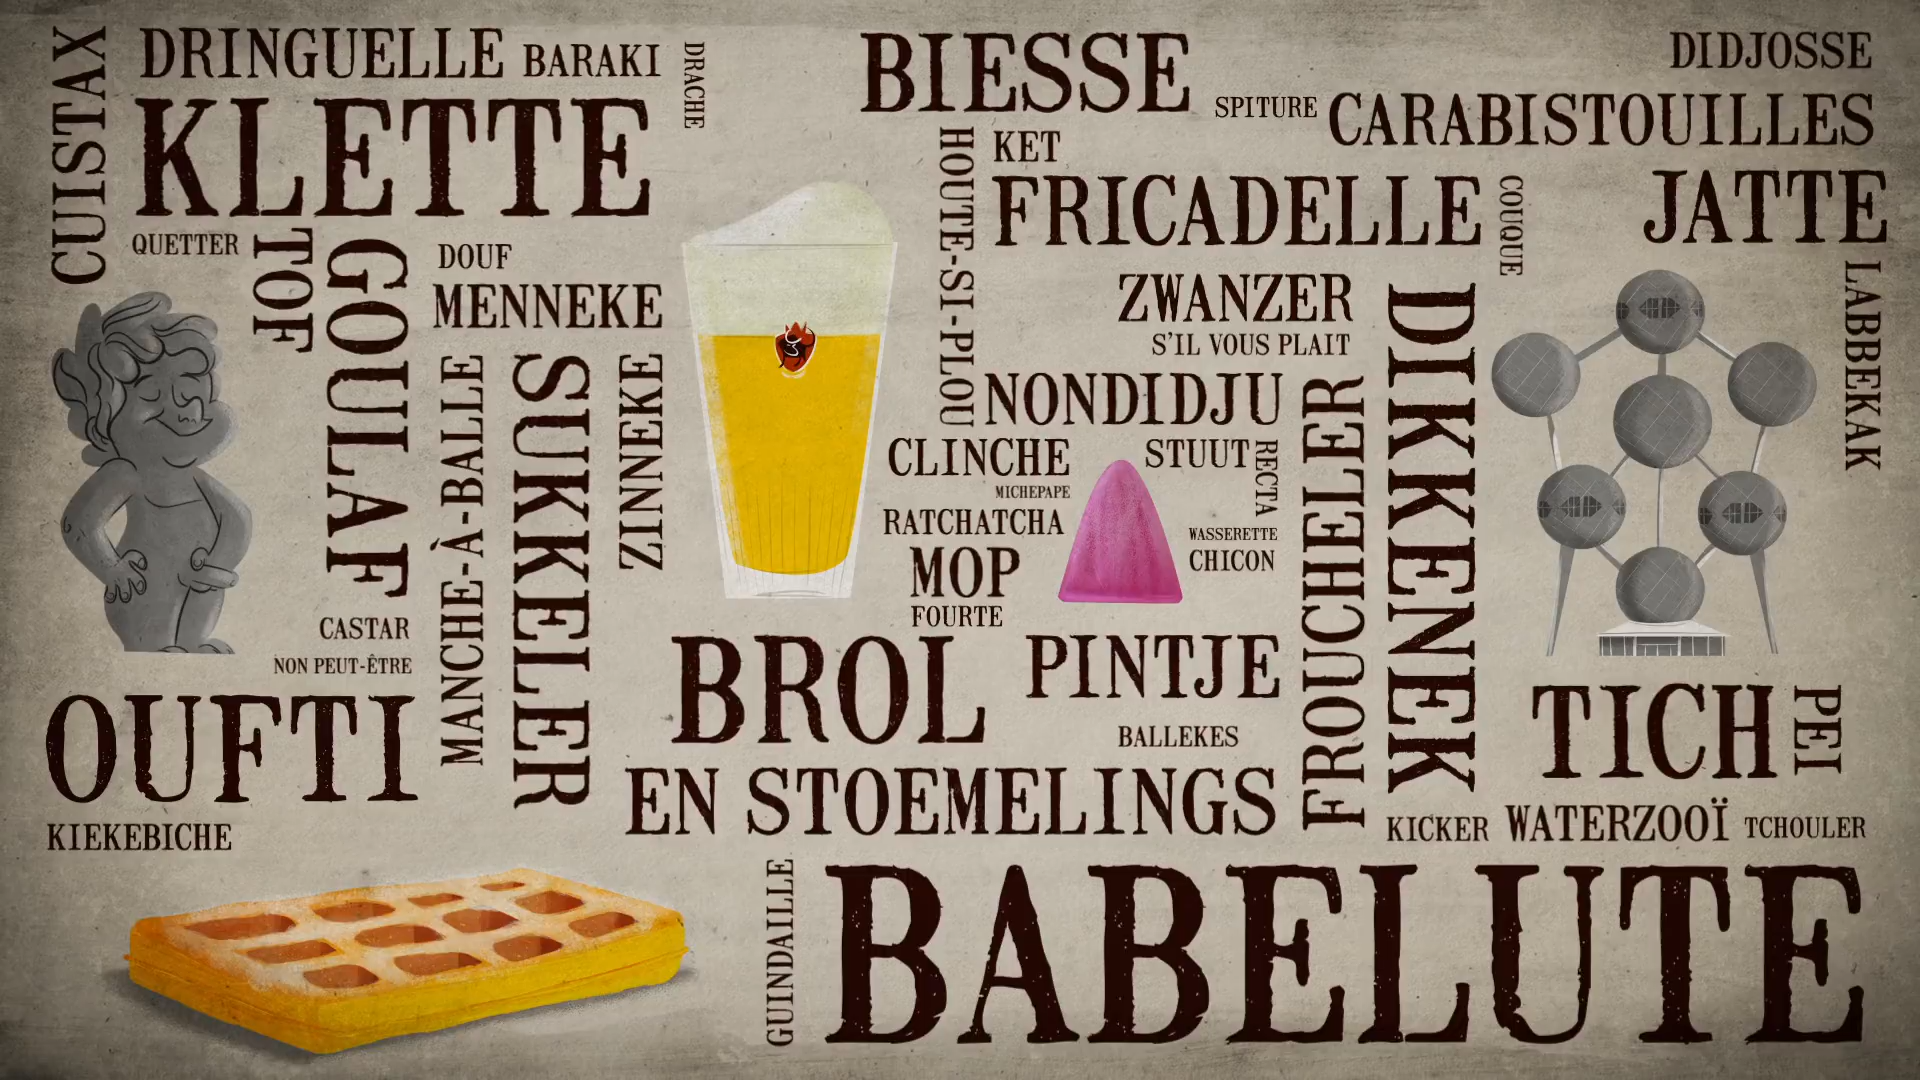 CUISTAX
DRINGUELLE
BARAKI
DRACHE
BIESSE
SPITURE
DIDJOSSE
CARABISTOUILLES
KLETTE
HOUTE-SI-PLOU
KET
FRICADELLE
COUQUE
JATTE
QUETTER
TOF
GOULAF
DOUF
MENNEKE
ZWANZER
S'IL VOUS PLAIT
DIKKENEK
LABBEKAK
MANCHE-À-BALLE
SUKKELER
ZINNEKE
NONDIDJU
FROUCHELER
CLINCHE
STUUT
RECTA
MICHEPAPE
RATCHATCHA
WASSERETTE
CHICON
MOP
FOURTE
CASTAR
NON PEUT-ÊTRE
BROL
PINTJE
OUFTI
BALLEKES
TICH
PEI
EN STOEMELINGS
KICKER
WATERZOOÏ
TCHOULER
KIEKEBICHE
GUINDAILLE
BABELUTE